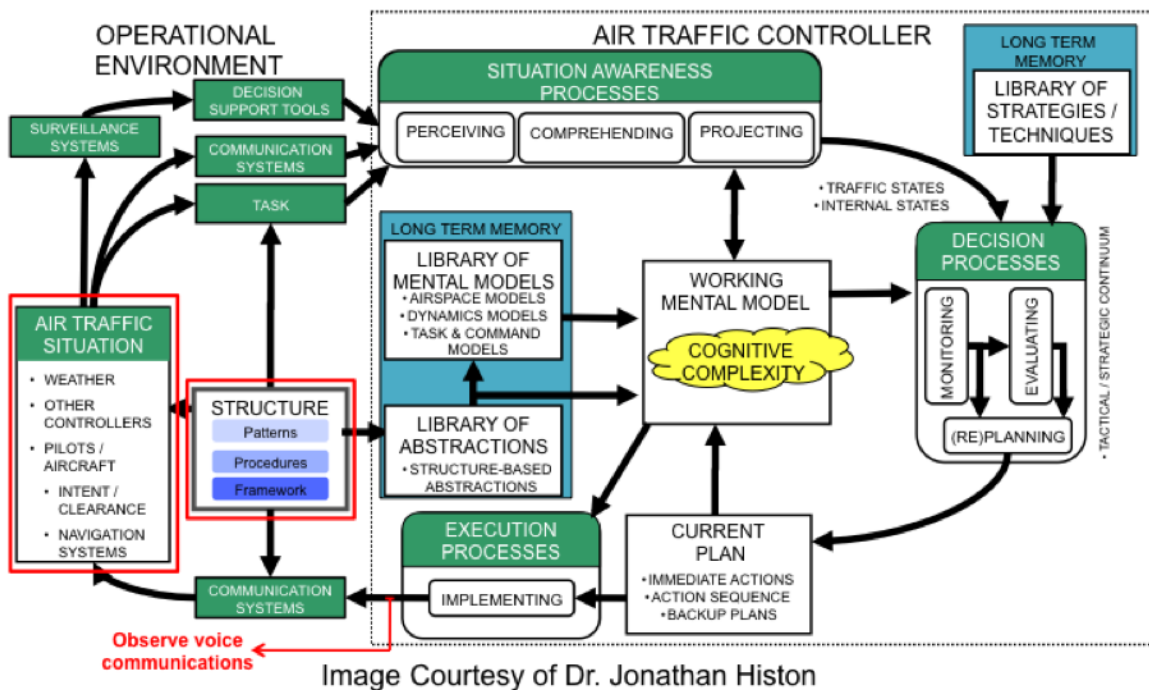 OPERATIONAL
ENVIRONMENT
AIR TRAFFIC CONTROLLER
SURVEILLANCE
SYSTEMS
DECISION
SUPPORT TOOLS
COMMUNICATION
SYSTEMS
TASK
SITUATION AWARENESS
PROCESSES
PERCEIVING
COMPREHENDING
PROJECTING
LONG TERM
MEMORY
LIBRARY OF
STRATEGIES /
TECHNIQUES
• TRAFFIC STATES
• INTERNAL STATES
AIR TRAFFIC
SITUATION
• WEATHER
• OTHER
CONTROLLERS
• PILOTS /
AIRCRAFT
• INTENT /
CLEARANCE
• NAVIGATION
SYSTEMS
STRUCTURE
Patterns
Procedures
Framework
LONG TERM MEMORY
LIBRARY OF
MENTAL MODELS
• AIRSPACE MODELS
• DYNAMICS MODELS
• TASK & COMMAND
MODELS
LIBRARY OF
ABSTRACTIONS
• STRUCTURE-BASED
ABSTRACTIONS
WORKING
MENTAL MODEL
COGNITIVE
COMPLEXITY
DECISION
PROCESSES
MONITORING
EVALUATING
(RE)PLANNING
• TACTICAL / STRATEGIC CONTINUUM
EXECUTION
PROCESSES
IMPLEMENTING
CURRENT
PLAN
• IMMEDIATE ACTIONS
• ACTION SEQUENCE
• BACKUP PLANS
COMMUNICATION
SYSTEMS
Observe voice
communications
Image Courtesy of Dr. Jonathan Histon